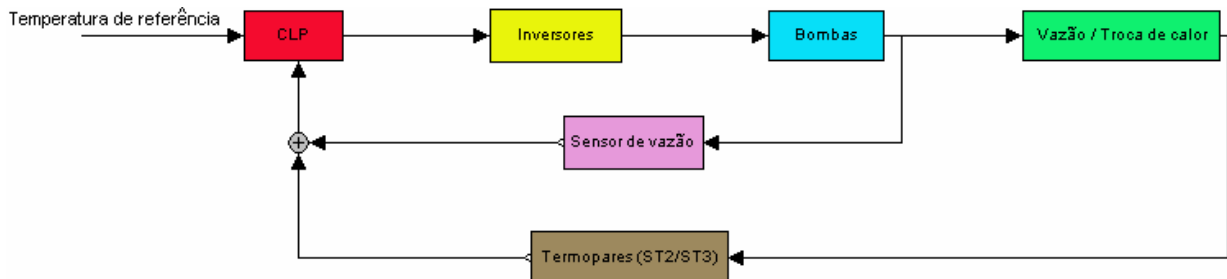 Temperatura de referência
CLP
Inversores
Bombas
Vazão / Troca de calor
Sensor de vazão
+
Termopares (ST2/ST3)